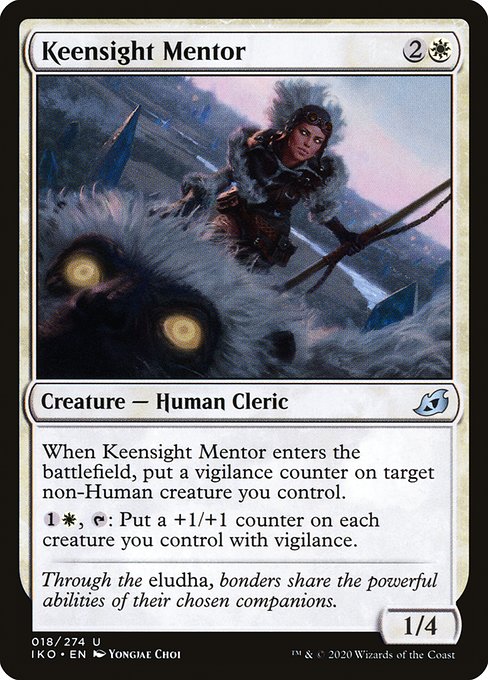 Keensight Mentor 2
Creature — Human Cleric
When Keensight Mentor enters the
battlefield, put a vigilance counter on target
non-Human creature you control.
1, : Put a +1/+1 counter on each
creature you control with vigilance.
Through the eludha, bonders share the powerful
abilities of their chosen companions.
1/4
018/274 U
IKO • EN Yongjae Choi
™ & © 2020 Wizards of the Coast